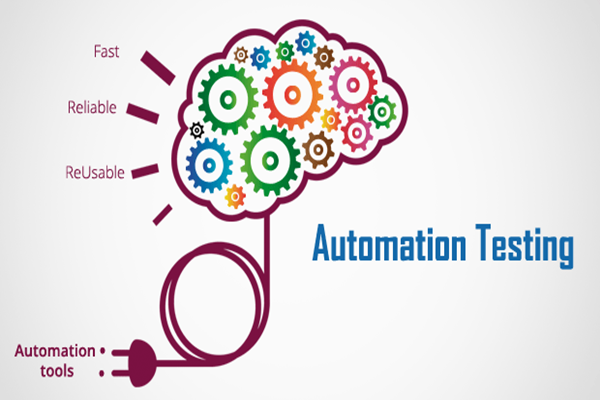 Fast
Reliable
ReUsable
Automation Testing
Automation
tools